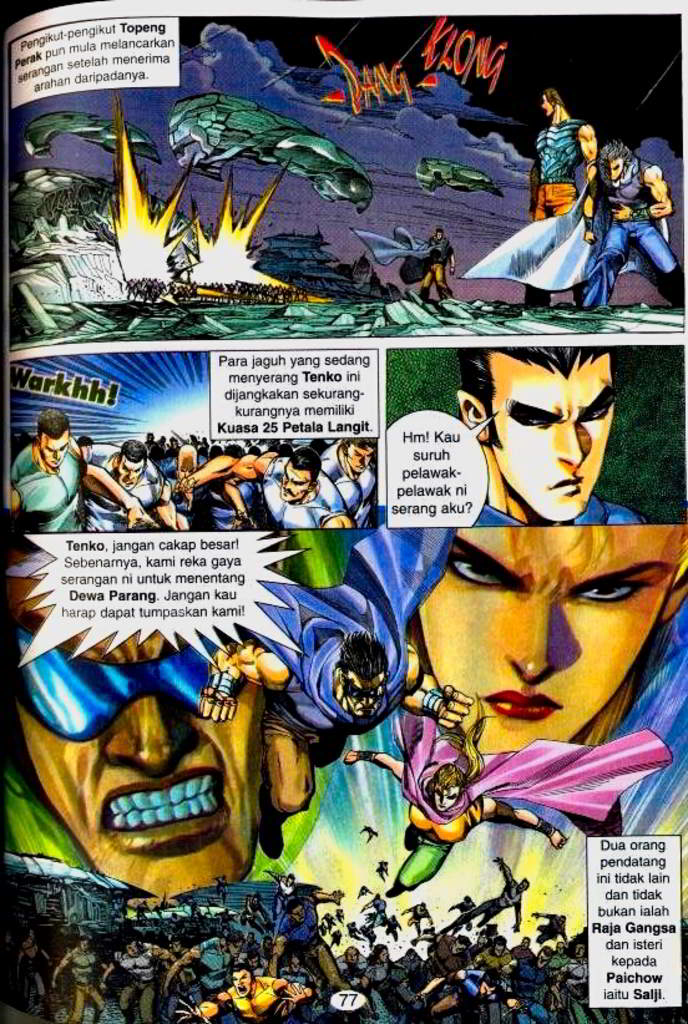 Pengikut-pengikut Topeng
Perak pun mula melancarkan
serangan setelah menerima
arahan daripadanya.
DANG KLONG
Warkhh!
Para jaguh yang sedang
menyerang Tenko ini
dijangkakan sekurang-
kurangnya memiliki
Kuasa 25 Petala Langit.
Hm! Kau
suruh
pelawak-
pelawak ni
serang aku?
Tenko, jangan cakap besar!
Sebenarnya, kami reka gaya
serangan ni untuk menentang
Dewa Parang. Jangan kau
harap dapat tumpaskan kami!
Dua orang
pendatang
ini tidak lain
dan tidak
bukan ialah
Raja Gangsa
dan isteri
kepada
Paichow
iaitu Salji.
77